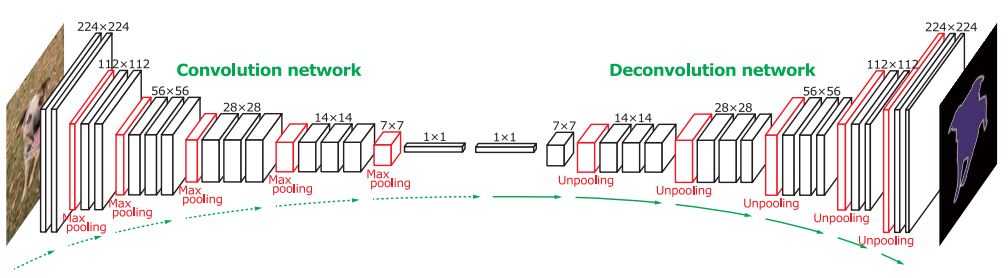 224×224
112×112
56×56
28×28
14×14
7×7
1×1
1×1
7×7
14×14
28×28
56×56
112×112
224×224
Convolution network
Deconvolution network
Max
pooling
Max
pooling
Max
pooling
Max
pooling
Max
pooling
Unpooling
Unpooling
Unpooling
Unpooling
Unpooling